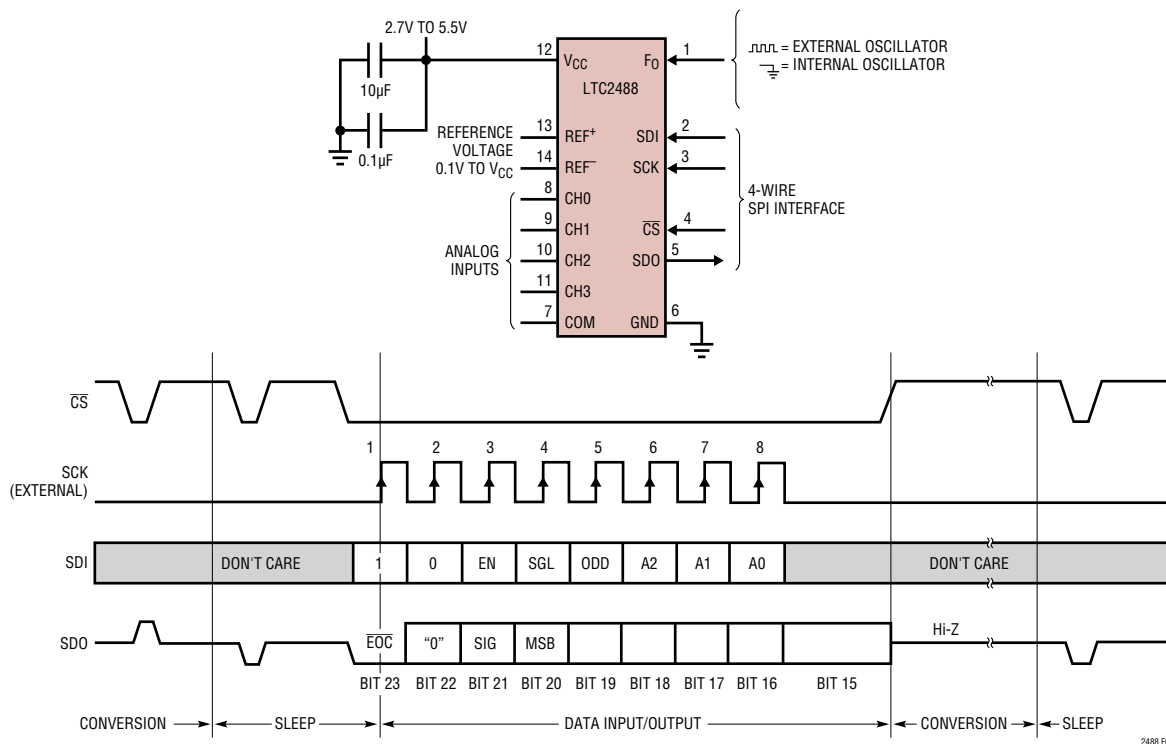 2.7V TO 5.5V
10µF
0.1µF
12
VCC
FO
1
= EXTERNAL OSCILLATOR
= INTERNAL OSCILLATOR
LTC2488
REFERENCE
VOLTAGE
0.1V TO VCC
13
REF+
SDI
2
14
REF–
SCK
3
4-WIRE
SPI INTERFACE
ANALOG
INPUTS
8
CH0
9
CH1
CS
4
10
CH2
SDO
5
11
CH3
7
COM
GND
6
CS
SCK
(EXTERNAL)
1 2 3 4 5 6 7 8
SDI
DON'T CARE 1 0 EN SGL ODD A2 A1 A0 DON'T CARE
SDO
EOC "0" SIG MSB Hi-Z
BIT 23 BIT 22 BIT 21 BIT 20 BIT 19 BIT 18 BIT 17 BIT 16 BIT 15
CONVERSION SLEEP DATA INPUT/OUTPUT CONVERSION SLEEP